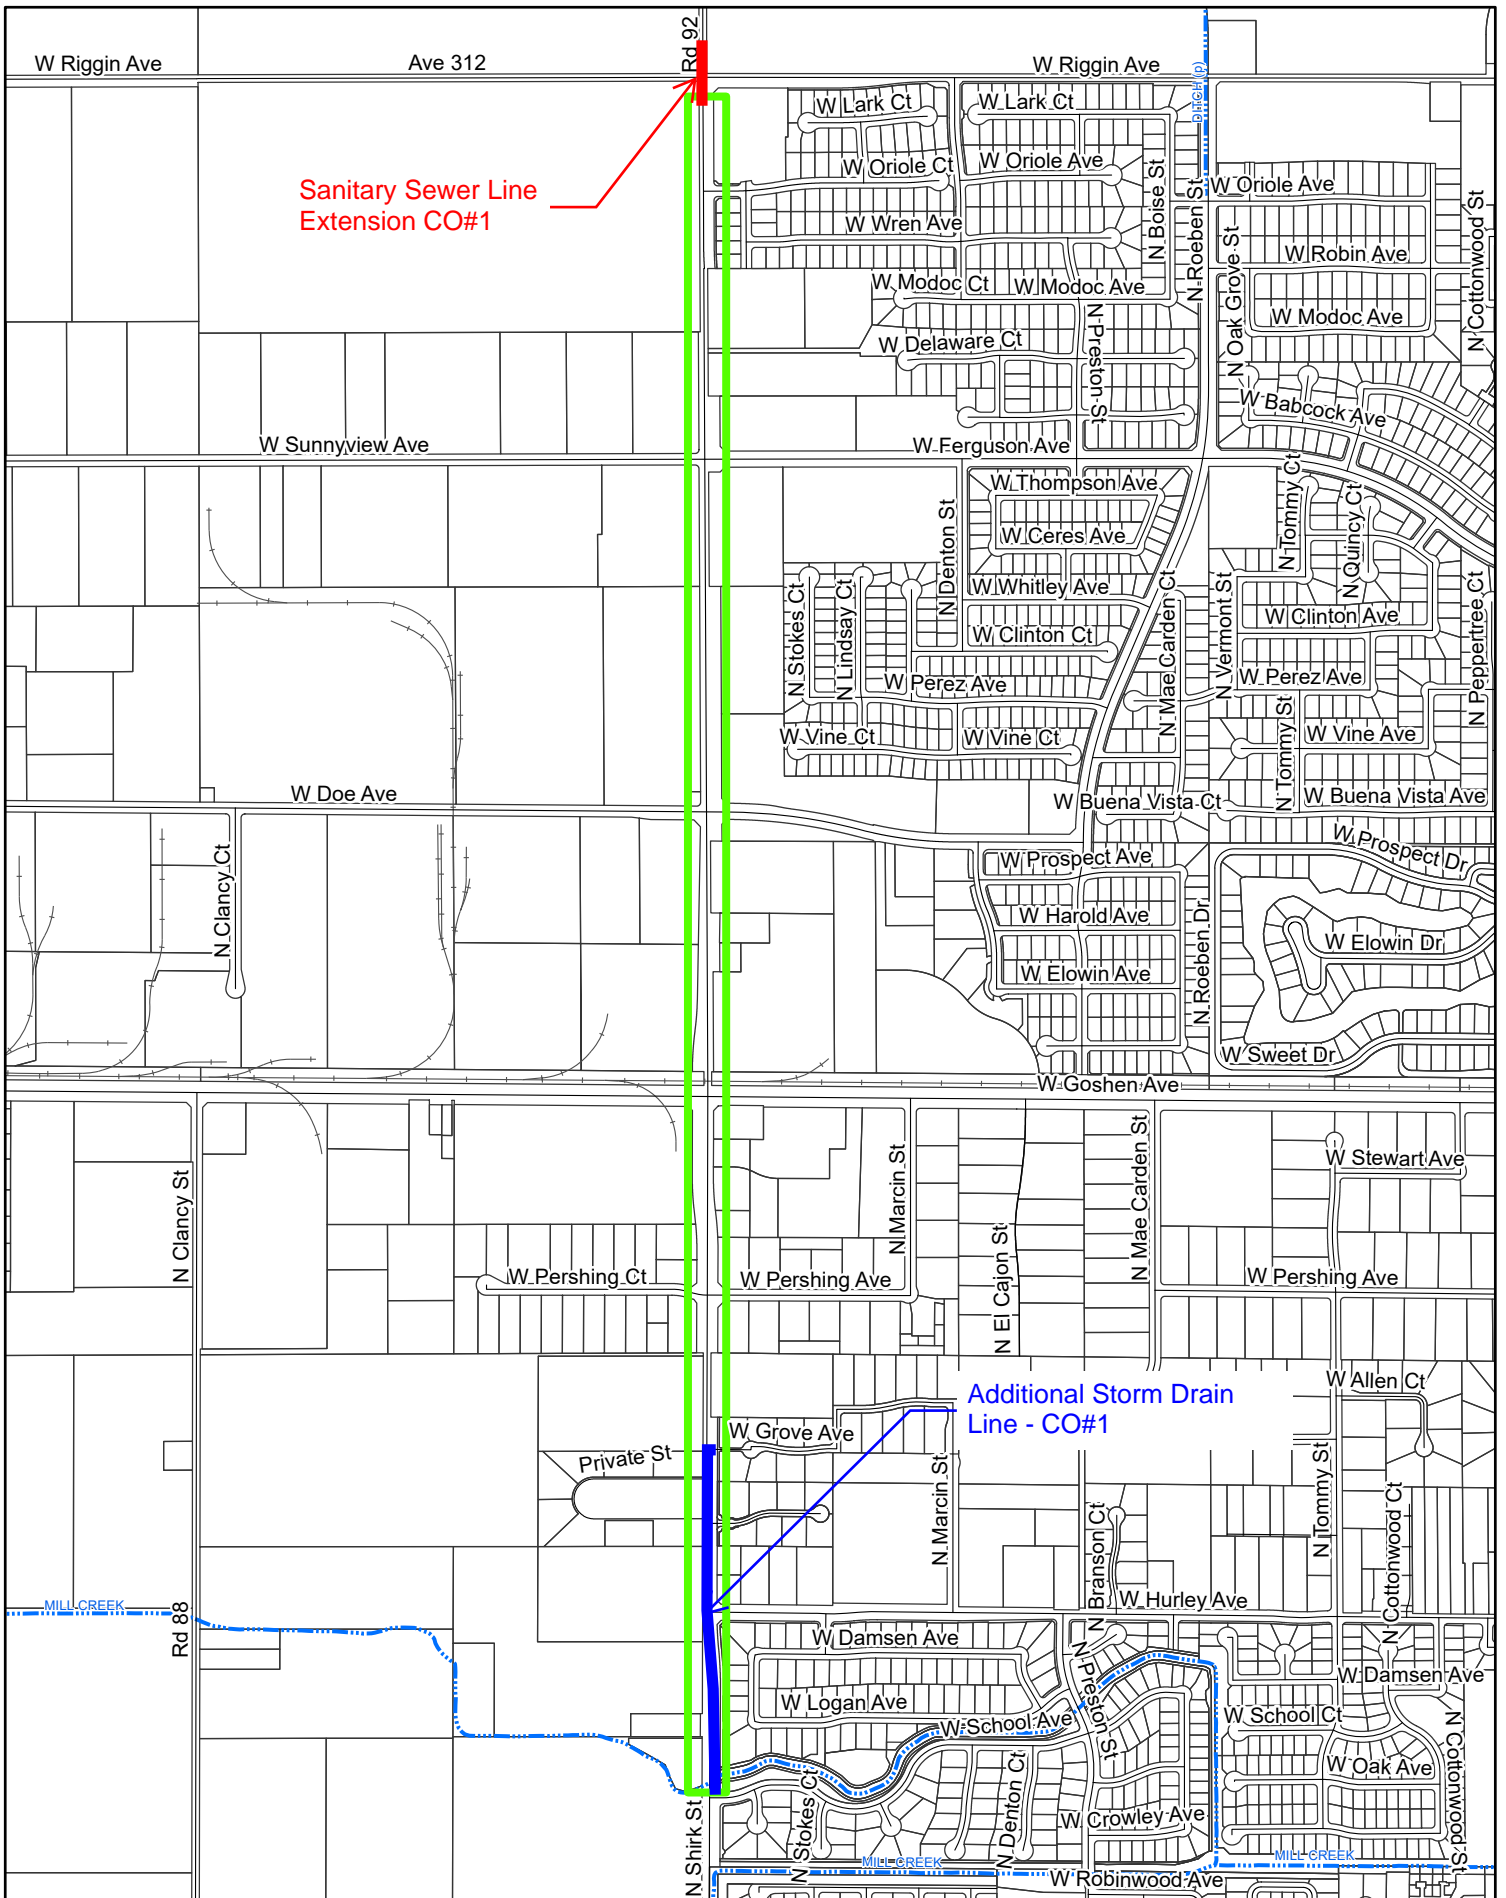 Rd 92
W Riggin Ave
Ave 312
W Riggin Ave
DITCH (p)
W Lark Ct
W Lark Ct
Sanitary Sewer Line
Extension CO#1
W Oriole Ct
W Oriole Ave
N Boise St
N Roeben St
W Oriole Ave
N Cottonwood St
W Wren Ave
N Oak Grove St
W Robin Ave
W Modoc Ct
W Modoc Ave
W Modoc Ave
N Preston St
W Delaware Ct
W Babcock Ave
W Sunnyview Ave
W Ferguson Ave
W Thompson Ave
N Tommy Ct
N Quincy Ct
N Denton St
W Ceres Ave
W Whitley Ave
N Stokes Ct
N Lindsay Ct
N Mae Carden Ct
N Vermont St
W Clinton Ave
N Peppertree Ct
W Clinton Ct
W Perez Ave
W Perez Ave
W Vine Ct
W Vine Ct
N Tommy St
W Vine Ave
W Doe Ave
W Buena Vista Ct
W Buena Vista Ave
N Clancy Ct
W Prospect Ave
W Prospect Dr
W Harold Ave
N Roeben Dr
W Elowin Dr
W Elowin Ave
W Sweet Dr
W Goshen Ave
N Clancy St
N Marcin St
N El Cajon St
N Mae Carden St
W Stewart Ave
W Pershing Ct
W Pershing Ave
W Pershing Ave
Additional Storm Drain
Line - CO#1
W Allen Ct
W Grove Ave
Private St
N Marcin St
N Tommy St
N Branson Ct
N Cottonwood Ct
MILL CREEK
Rd 88
W Hurley Ave
W Damsen Ave
N Preston St
W Damsen Ave
W Logan Ave
W School Ave
W School Ct
N Cottonwood St
W Oak Ave
N Shirk St
N Stokes Ct
N Denton Ct
W Crowley Ave
MILL CREEK
MILL CREEK
W Robinwood Ave